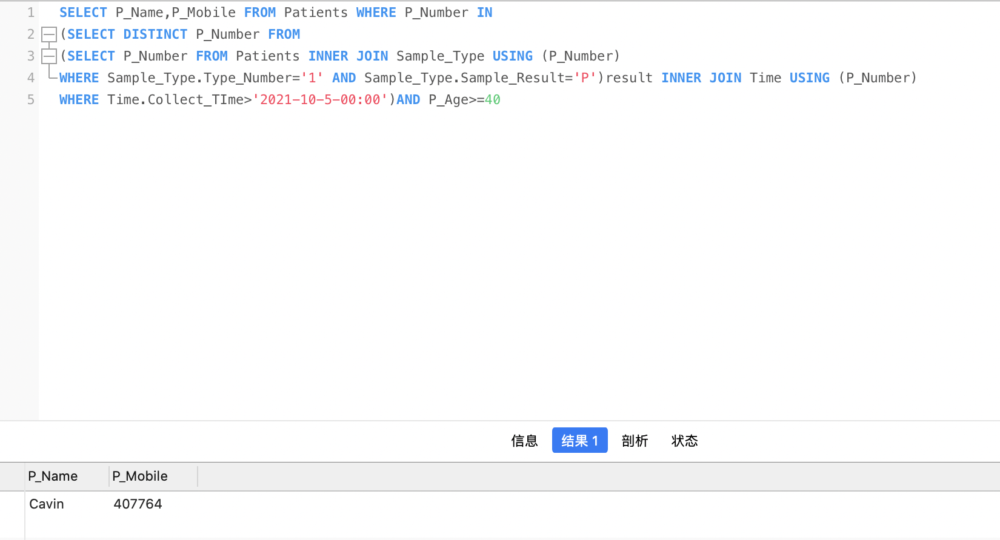 1 SELECT P_Name,P_Mobile FROM Patients WHERE P_Number IN
2 (SELECT DISTINCT P_Number FROM
3 (SELECT P_Number FROM Patients INNER JOIN Sample_Type USING (P_Number)
4 WHERE Sample_Type.Type_Number='1' AND Sample_Type.Sample_Result='P')result INNER JOIN Time USING (P_Number)
5 WHERE Time.Collect_TIme>'2021-10-5-00:00')AND P_Age>=40
信息 结果 1 剖析 状态
P_Name P_Mobile
Cavin 407764